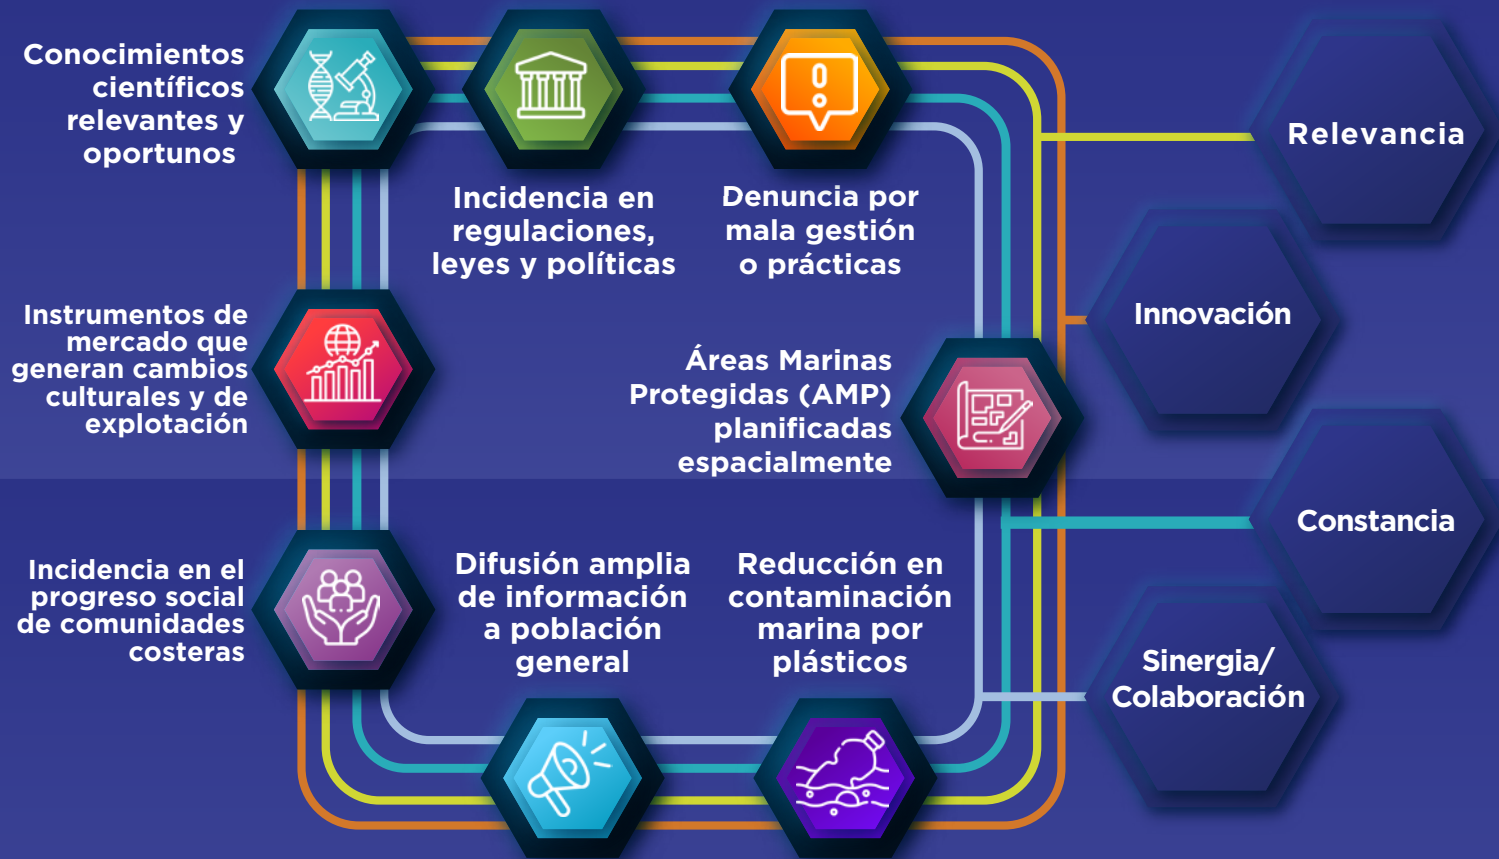 Conocimientos
científicos
relevantes y
oportunos
Incidencia en
regulaciones,
leyes y políticas
Denuncia por
mala gestión
o prácticas
Relevancia
Innovación
Instrumentos de
mercado que
generan cambios
culturales y de
explotación
Áreas Marinas
Protegidas (AMP)
planificadas
espacialmente
Constancia
Incidencia en el
progreso social
de comunidades
costeras
Difusión amplia
de información
a población
general
Reducción en
contaminación
marina por
plásticos
Sinergia/
Colaboración